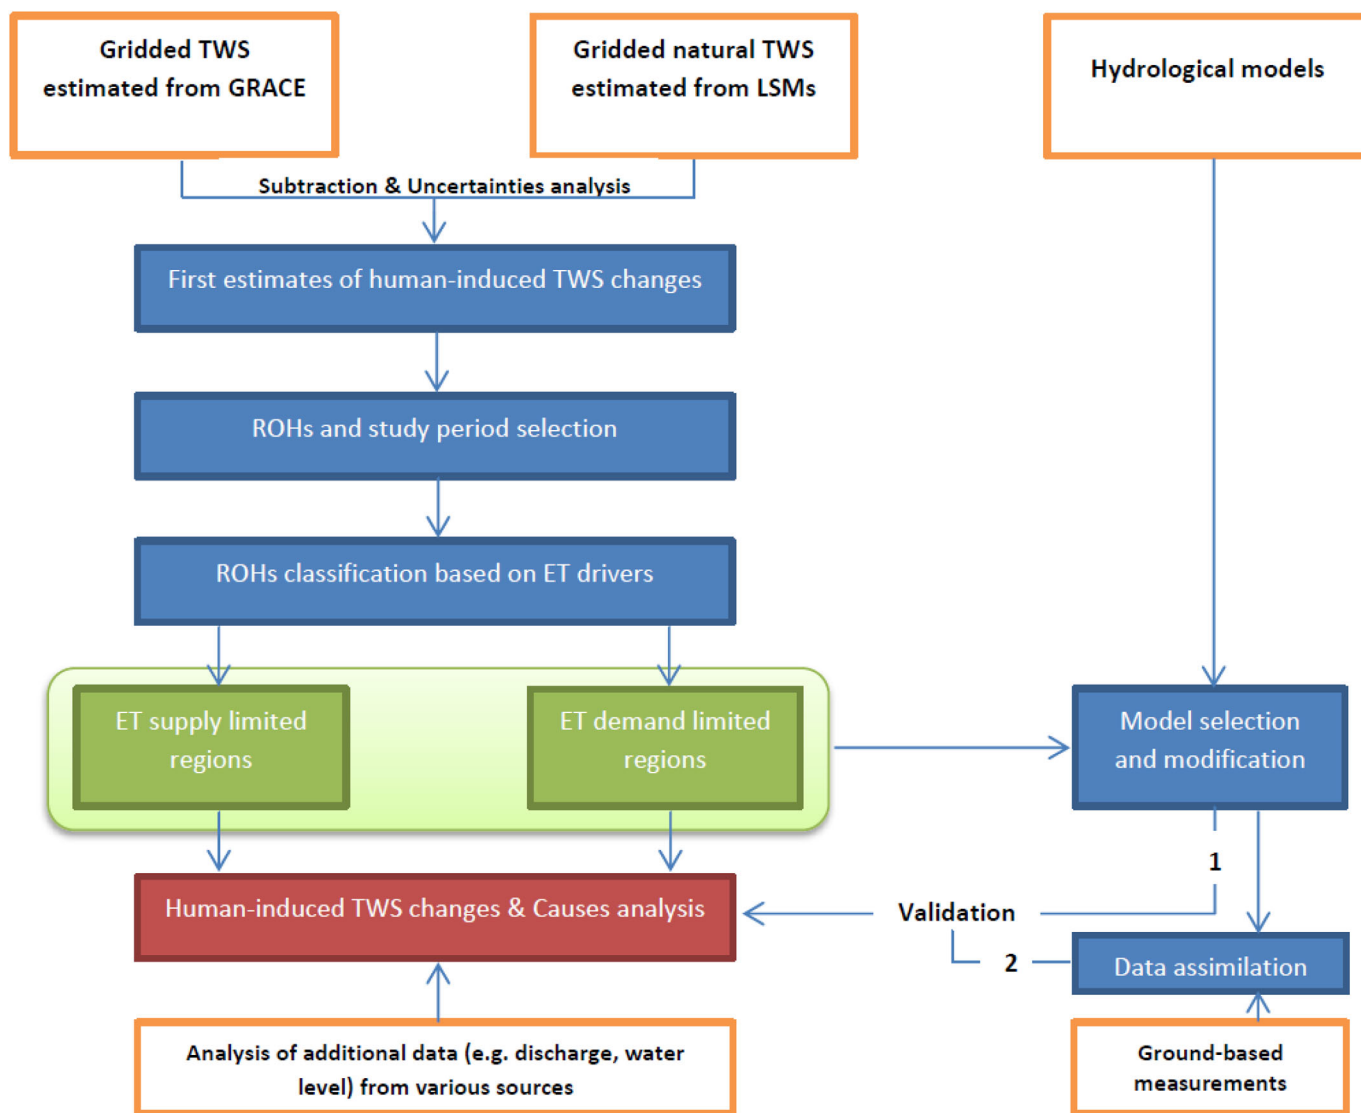 Gridded TWS
estimated from GRACE
Gridded natural TWS
estimated from LSMs
Hydrological models
Subtraction & Uncertainties analysis
First estimates of human-induced TWS changes
ROHs and study period selection
ROHs classification based on ET drivers
ET supply limited
regions
ET demand limited
regions
Model selection
and modification
1
Human-induced TWS changes & Causes analysis
Validation
2
Data assimilation
Analysis of additional data (e.g. discharge, water
level) from various sources
Ground-based
measurements